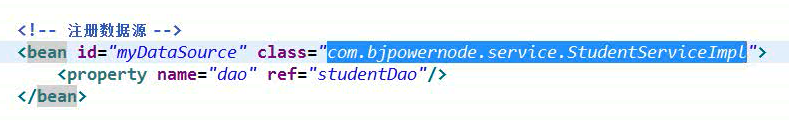 <!-- 注册数据源 -->
<bean id="myDataSource" class="com.bjpowernode.service.StudentServiceImpl">
    <property name="dao" ref="studentDao"/>
</bean>